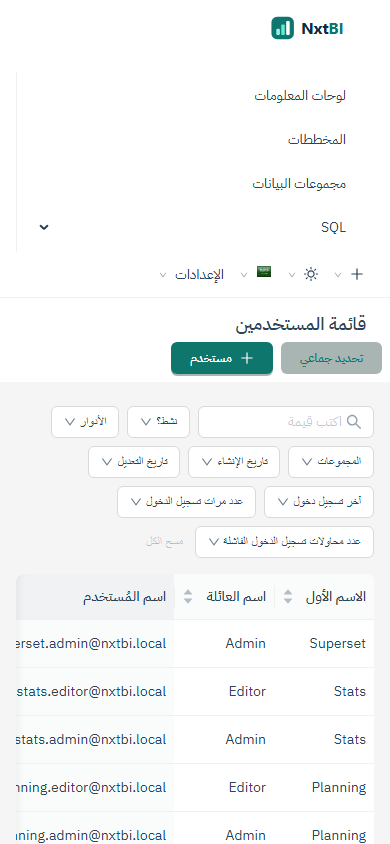 NxtBI
لوحات المعلومات
المخططات
مجموعات البيانات
SQL
الإعدادات
قائمة المستخدمين
تحديد جماعي
مستخدم
اكتب قيمة
نشط؟
الأدوار
المجموعات
تاريخ الإنشاء
تاريخ التعديل
آخر تسجيل دخول
عدد مرات تسجيل الدخول
عدد محاولات تسجيل الدخول الفاشلة
مسح الكل
الاسم الأول اسم العائلة اسم المُستخدم
Superset Admin erset.admin@nxtbi.local
Stats Editor stats.editor@nxtbi.local
Stats Admin stats.admin@nxtbi.local
Planning Editor ning.editor@nxtbi.local
Planning Admin ning.admin@nxtbi.local